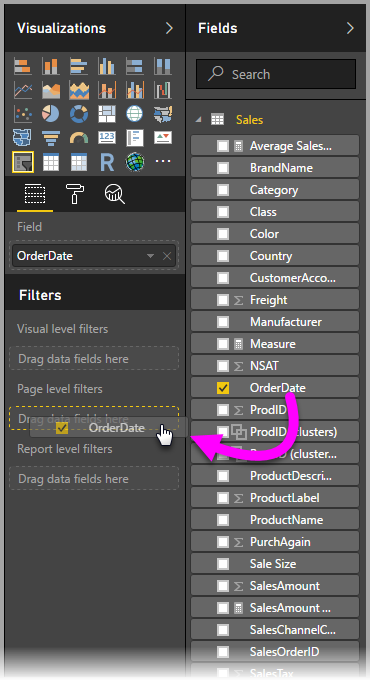 Visualizations
123
R
Field
OrderDate
Filters
Visual level filters
Drag data fields here
Page level filters
Drag data fields here
OrderDate
Report level filters
Drag data fields here
Fields
Search
Sales
Average Sales...
BrandName
Category
Class
Color
Country
CustomerAcco...
Freight
Manufacturer
Measure
NSAT
OrderDate
ProdID
ProdID (clusters)
(cluster...
ProductDescri...
ProductLabel
ProductName
PurchAgain
Sale Size
SalesAmount
SalesAmount ...
SalesChannelC...
SalesOrderID
SalesTax